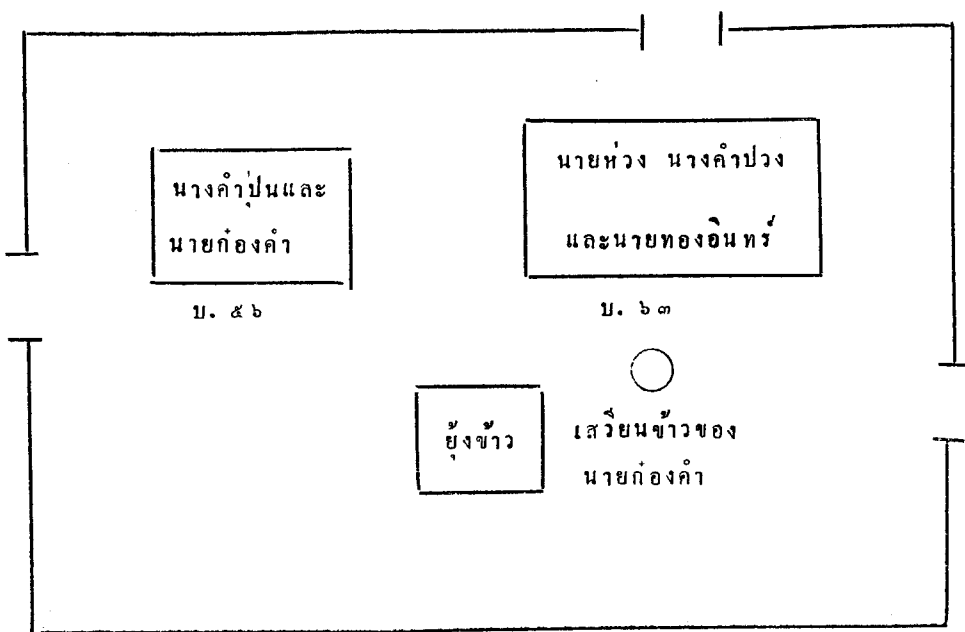 นางคำปุ่นและ
นายก๋องคำ
บ. ๕๖
นายห่วง นางคำปวง
และนายทองอินทร์
บ. ๖๓
ยุ้งข้าว
เสวียนข้าวของ
นายก๋องคำ